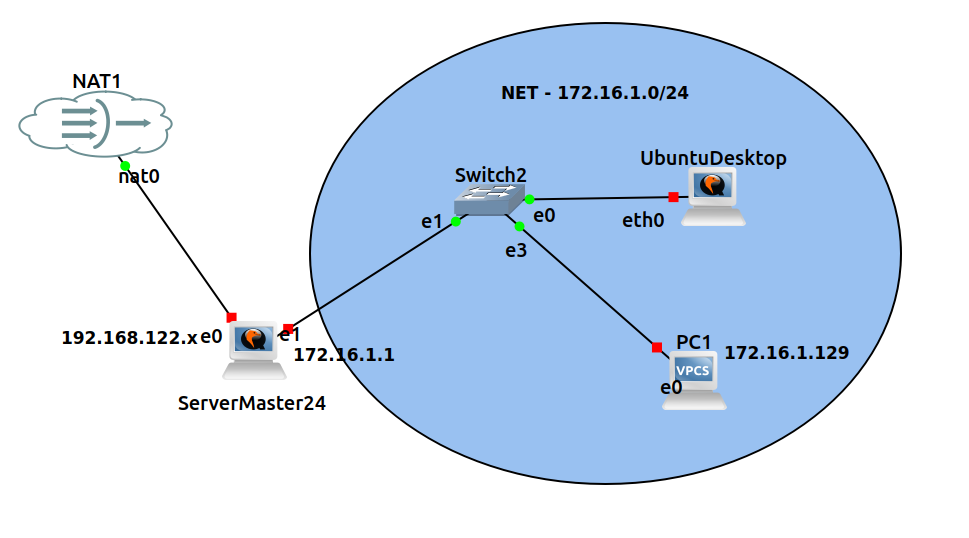 NAT1
nat0
NET - 172.16.1.0/24
UbuntuDesktop
Switch2
e0
eth0
e1
e3
192.168.122.x
e0
e1
172.16.1.1
ServerMaster24
PC1
172.16.1.129
VPCS
e0